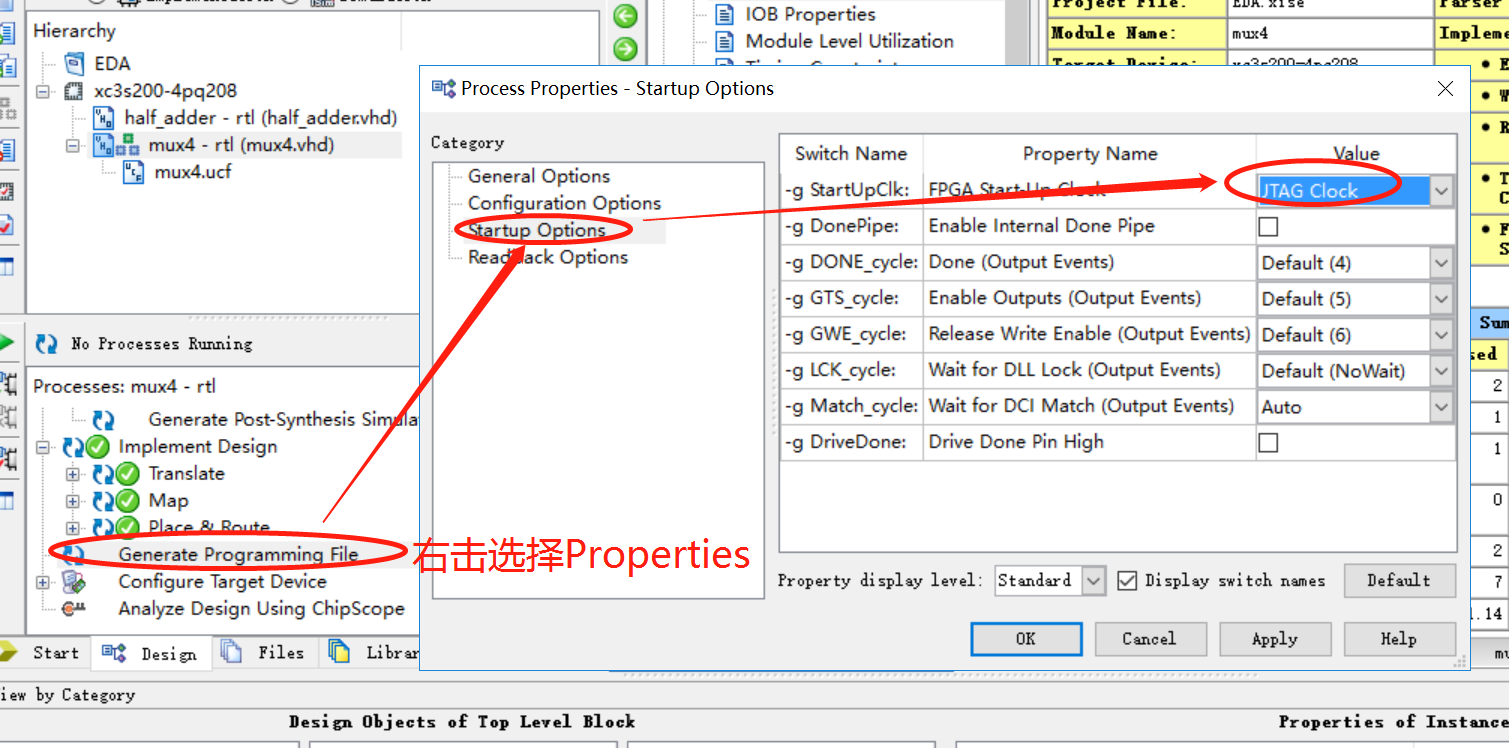 Hierarchy
EDA
xc3s200-4pq208
half_adder - rtl (half_adder.vhd)
mux4 - rtl (mux4.vhd)
mux4.ucf
IOB Properties
Module Level Utilization
Project File:
EDA.xise
Parser
Module Name:
mux4
Impleme
Target Device:
xc3s200-4pq208
No Processes Running
Processes: mux4 - rtl
Generate Post-Synthesis Simula
Implement Design
Translate
Map
Place & Route
Generate Programming File
Configure Target Device
Analyze Design Using ChipScope
右击选择Properties
Start
Design
Files
Librar
Process Properties - Startup Options
Category
General Options
Configuration Options
Startup Options
Readback Options
Switch Name Property Name Value
-g StartUpClk: FPGA Start-Up Clock JTAG Clock
-g DonePipe: Enable Internal Done Pipe
-g DONE_cycle: Done (Output Events) Default (4)
-g GTS_cycle: Enable Outputs (Output Events) Default (5)
-g GWE_cycle: Release Write Enable (Output Events) Default (6)
-g LCK_cycle: Wait for DLL Lock (Output Events) Default (NoWait)
-g Match_cycle: Wait for DCI Match (Output Events) Auto
-g DriveDone: Drive Done Pin High
Property display level: Standard Display switch names Default
OK Cancel Apply Help
Sum
sed
2
1
1
0
2
7
.14
mu
iew by Category
Design Objects of Top Level Block
Properties of Instance